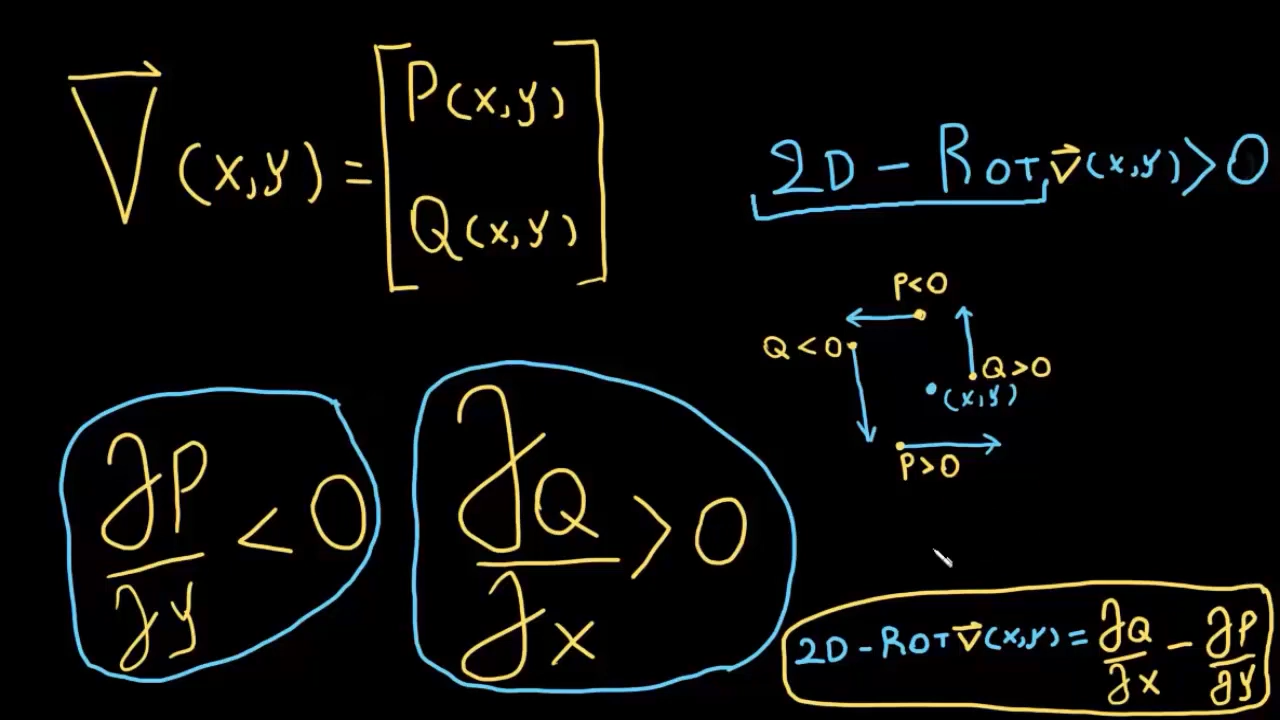 V⃗(x,y) = [P(x,y)
Q(x,y)]
2D - ROT V⃗(x,y) > 0
P<0
Q<0
Q>0
(x,y)
P>0
∂P/∂y < 0
∂Q/∂x > 0
2D-ROT V⃗(x,y) = ∂Q/∂x − ∂P/∂y